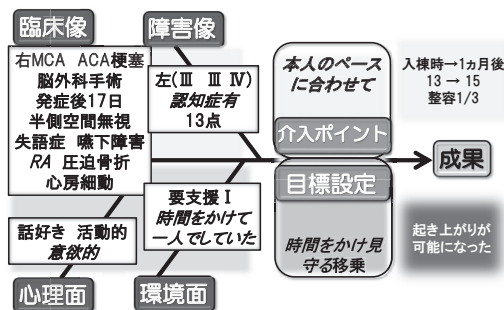 臨床像
右MCA ACA梗塞
脳外科手術
発症後17日
半側空間無視
失語症 嚥下障害
RA 圧迫骨折
心房細動
障害像
左(Ⅲ Ⅲ Ⅳ)
認知症有
13点
本人のペース
に合わせて
介入ポイント
入棟時→1ヵ月後
13 → 15
整容1/3
成果
話好き 活動的
意欲的
心理面
要支援Ⅰ
時間をかけて
一人でしていた
環境面
目標設定
時間をかけ見
守る移乗
起き上がりが
可能になった